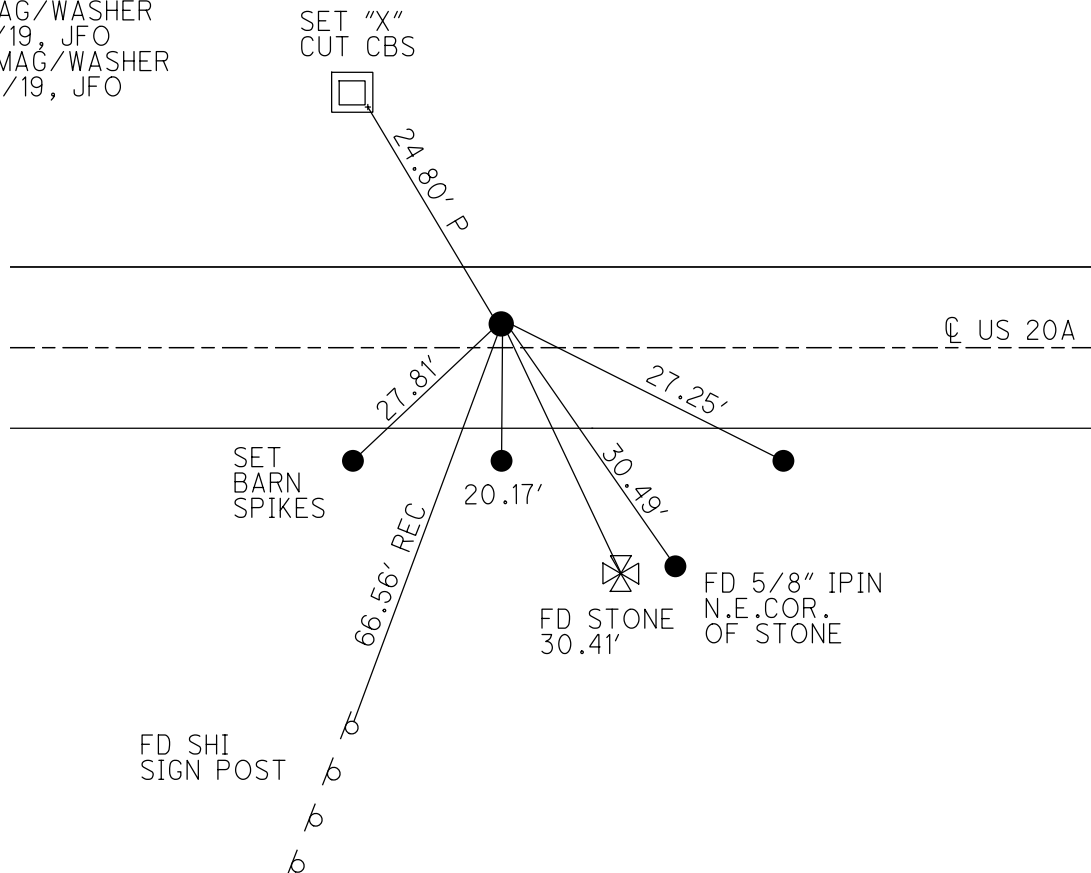 AG/WASHER
/19, JFO
MAG/WASHER
/19, JFO
SET "X"
CUT CBS
24.80' P
℄ US 20A
27.81'
27.25'
SET
BARN
SPIKES
20.17'
30.49'
66.56' REC
FD STONE
30.41'
FD 5/8" IPIN
N.E.COR.
OF STONE
FD SHI
SIGN POST